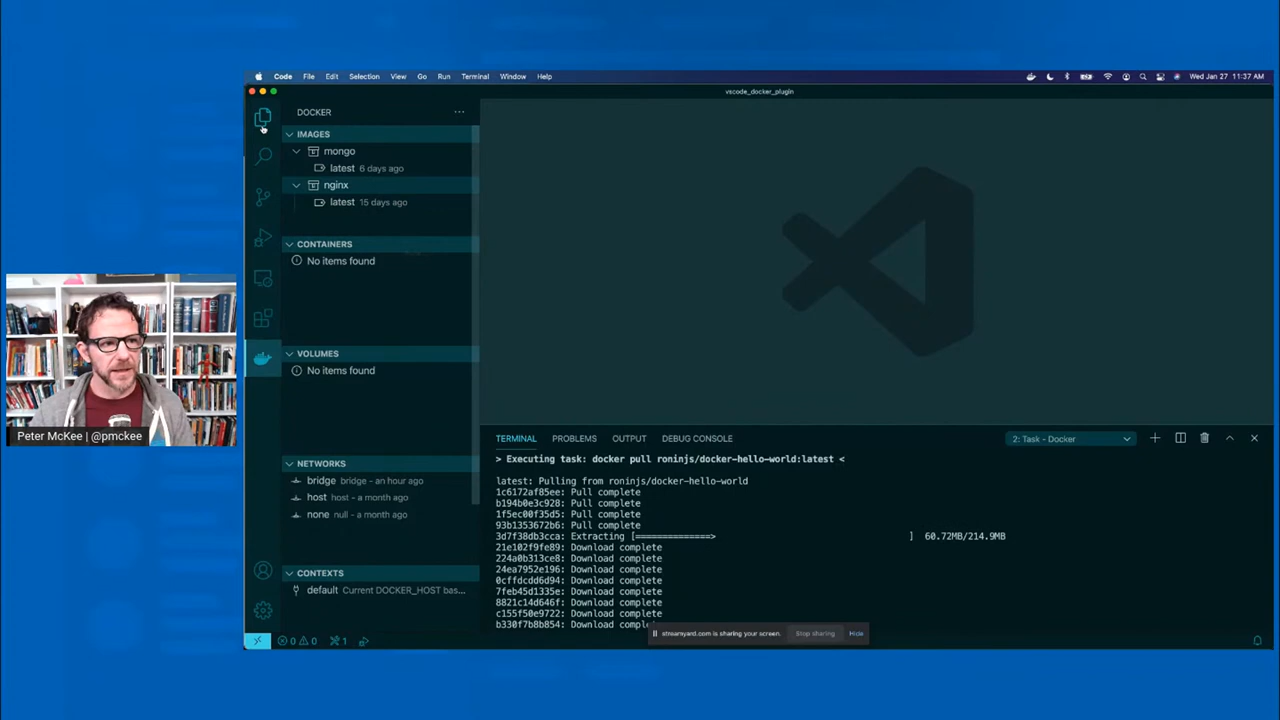 Code File Edit Selection View Go Run Terminal Window Help Wed Jan 27 11:37 AM
vscode_docker_plugin
DOCKER
IMAGES
mongo
latest 6 days ago
nginx
latest 15 days ago
CONTAINERS
No items found
VOLUMES
No items found
NETWORKS
bridge bridge - an hour ago
host host - a month ago
none null - a month ago
CONTEXTS
default Current DOCKER_HOST bas...
TERMINAL PROBLEMS OUTPUT DEBUG CONSOLE 2: Task - Docker
> Executing task: docker pull roninjs/docker-hello-world:latest <
latest: Pulling from roninjs/docker-hello-world
1c6172af85ee: Pull complete
b194b0e3c928: Pull complete
1f5ec00f35d5: Pull complete
93b1353672b6: Pull complete
3d7f38db3cca: Extracting [==============> ] 60.72MB/214.9MB
21e102f9fe89: Download complete
224a0b313ce8: Download complete
24ea7952e196: Download complete
0cffdcdd6d94: Download complete
7feb45d1335e: Download complete
8821c14d646f: Download complete
c155f50e9722: Download complete
b330f7b8b854: Download comple
streamyard.com is sharing your screen. Stop sharing Hide
0 0 1
Peter McKee | @pmckee